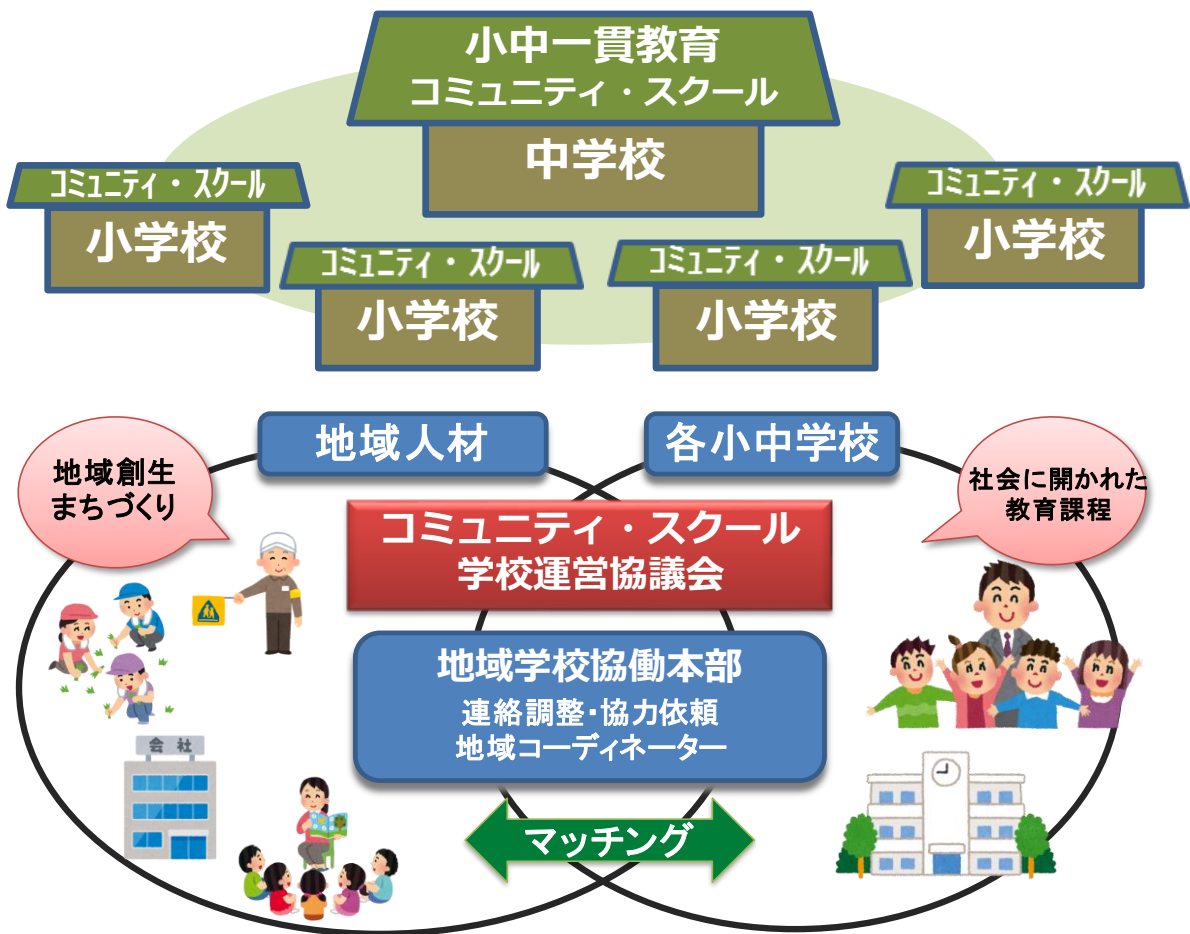 小中一貫教育
コミュニティ・スクール
中学校
コミュニティ・スクール
小学校
コミュニティ・スクール
小学校
コミュニティ・スクール
小学校
コミュニティ・スクール
小学校
地域人材
各小中学校
地域創生
まちづくり
社会に開かれた
教育課程
コミュニティ・スクール
学校運営協議会
地域学校協働本部
連絡調整・協力依頼
地域コーディネーター
会社
マッチング